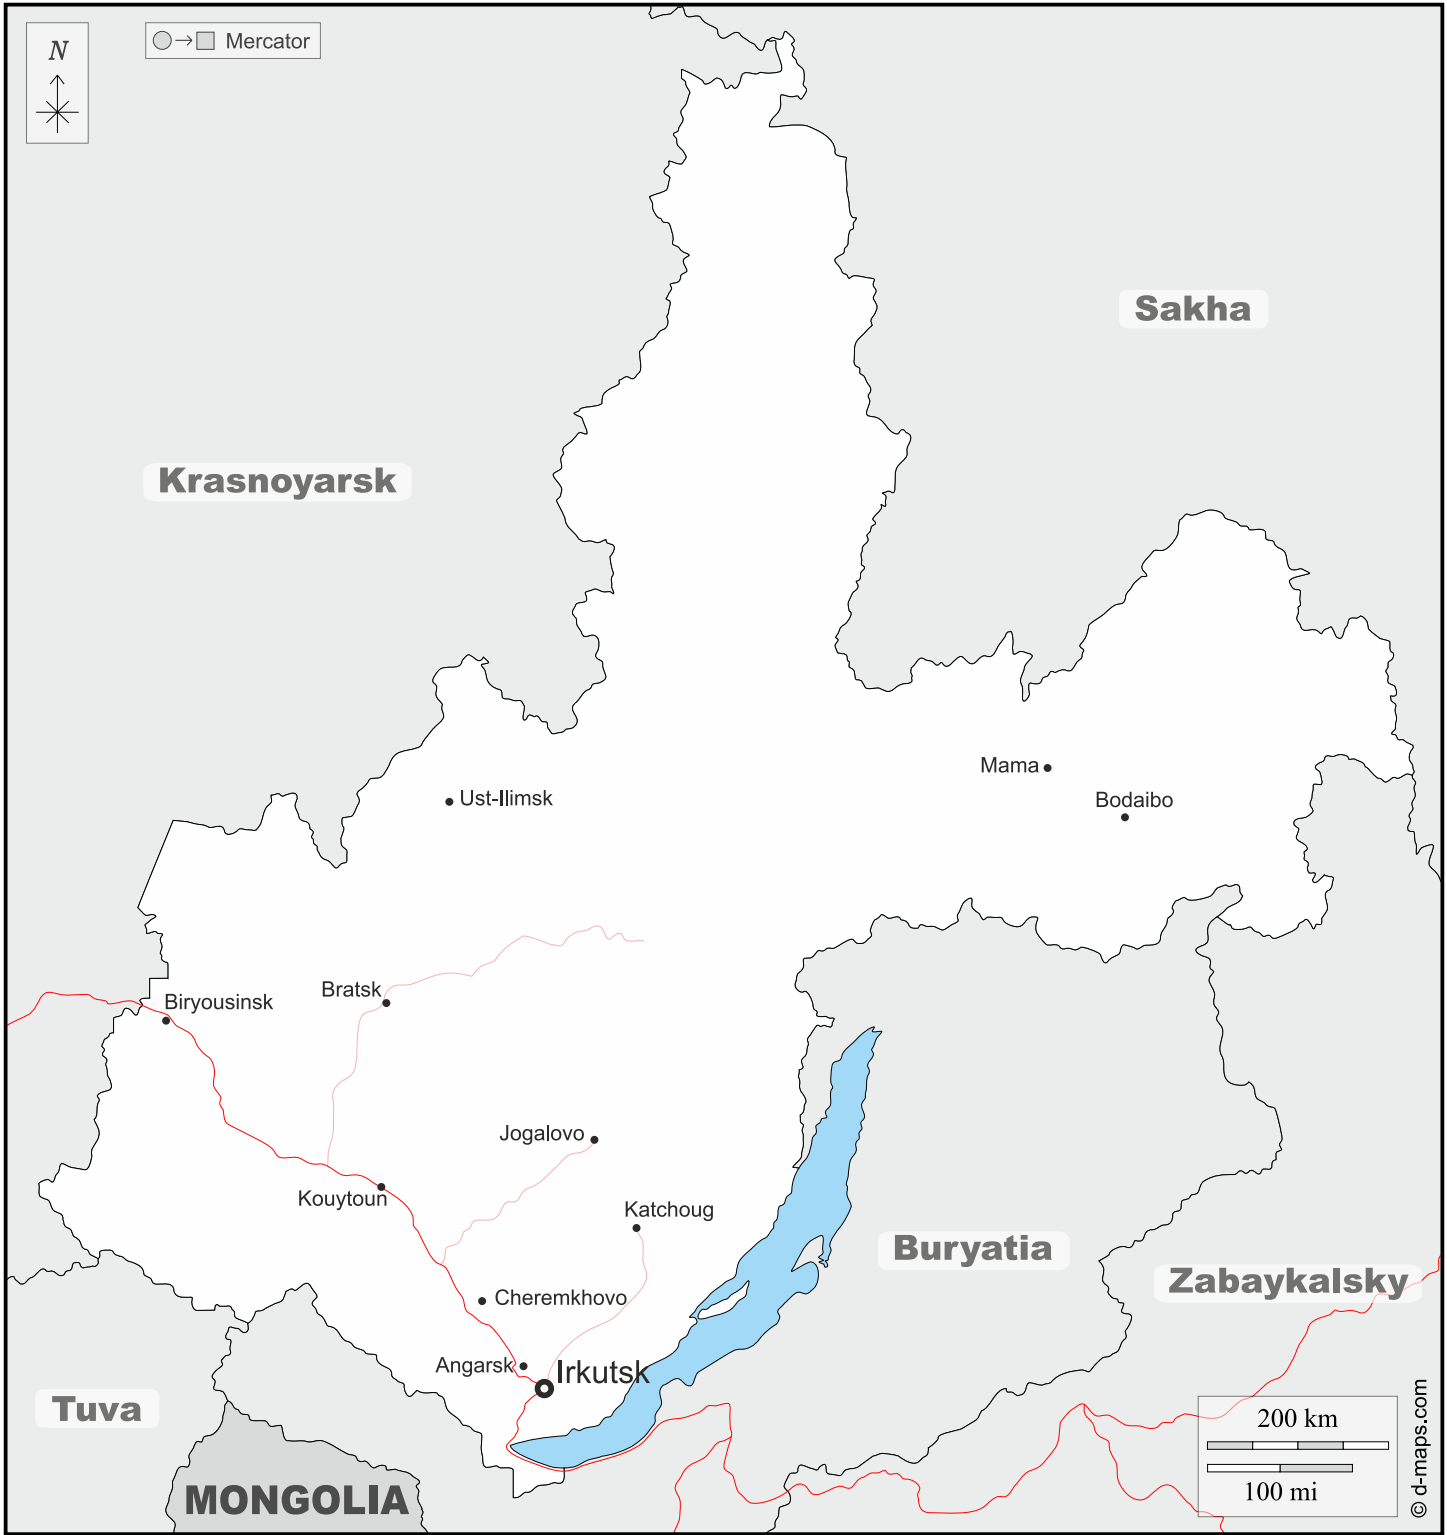 N
Mercator
Sakha
Krasnoyarsk
Mama
Ust-Ilimsk
Bodaibo
Bratsk
Biryousinsk
Jogalovo
Kouytoun
Katchoug
Buryatia
Zabaykalsky
Cheremkhovo
Angarsk
Irkutsk
Tuva
MONGOLIA
200 km
100 mi
© d-maps.com